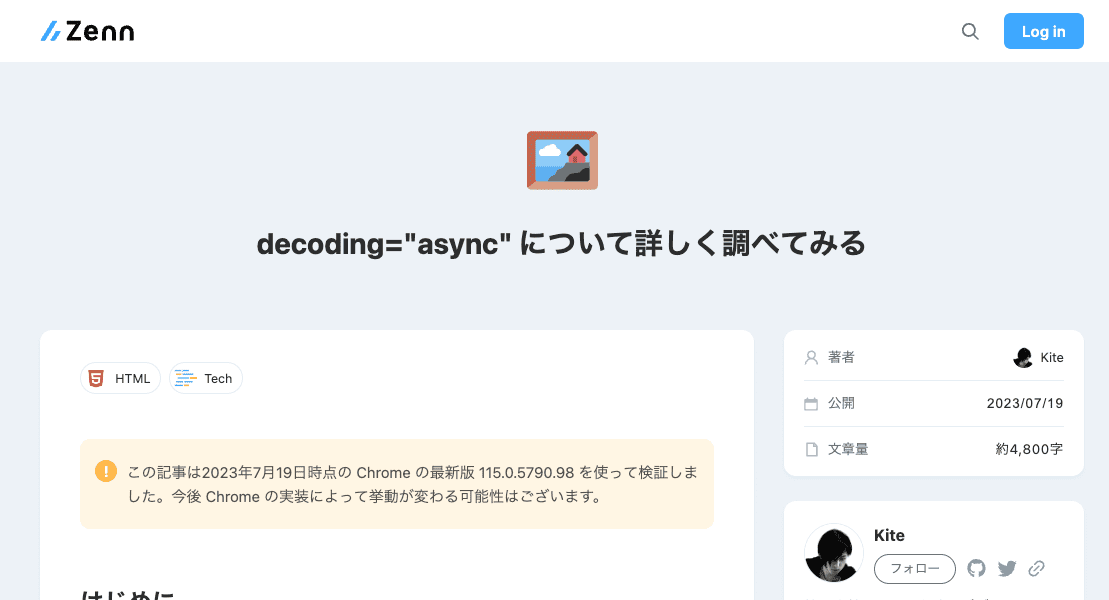 Zenn
Log in
decoding="async" について詳しく調べてみる
HTML
Tech
この記事は2023年7月19日時点の Chrome の最新版 115.0.5790.98 を使って検証しま
した。今後 Chrome の実装によって挙動が変わる可能性はございます。
はじめに
著者
Kite
公開
2023/07/19
文章量
約4,800字
Kite
フォロー